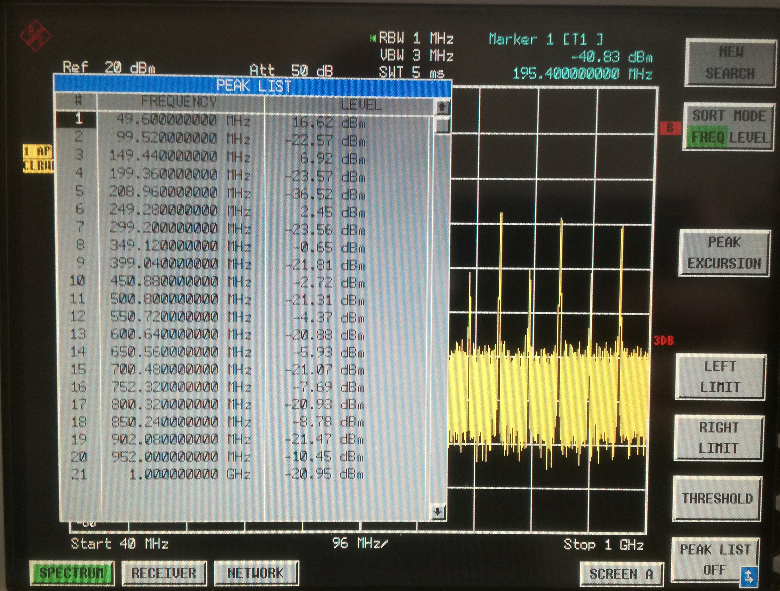 *RBW 1 MHz
VBW 3 MHz
Ref 20 dBm Att 50 dB SWT 5 ms
Marker 1 [T1 ]
-40.83 dBm
195.400000000 MHz
PEAK LIST
# FREQUENCY LEVEL
1 49.600000000 MHz 16.62 dBm
2 99.520000000 MHz -22.57 dBm
3 149.440000000 MHz 6.92 dBm
4 199.360000000 MHz -23.57 dBm
5 208.960000000 MHz -36.52 dBm
6 249.280000000 MHz 2.45 dBm
7 299.200000000 MHz -23.56 dBm
8 349.120000000 MHz -0.65 dBm
9 399.040000000 MHz -21.81 dBm
10 450.880000000 MHz -2.72 dBm
11 500.800000000 MHz -21.31 dBm
12 550.720000000 MHz -4.37 dBm
13 600.640000000 MHz -20.88 dBm
14 650.560000000 MHz -5.93 dBm
15 700.480000000 MHz -21.07 dBm
16 752.320000000 MHz -7.69 dBm
17 800.320000000 MHz -20.93 dBm
18 850.240000000 MHz -8.78 dBm
19 902.080000000 MHz -21.47 dBm
20 952.000000000 MHz -10.45 dBm
21 1.000000000 GHz -20.95 dBm
1 AP
B
3DB
-80
Start 40 MHz 96 MHz/ Stop 1 GHz
SPECTRUM RECEIVER NETWORK SCREEN A
NEW
SEARCH
SORT MODE
FREQ LEVEL
PEAK
EXCURSION
LEFT
LIMIT
RIGHT
LIMIT
THRESHOLD
PEAK LIST
OFF